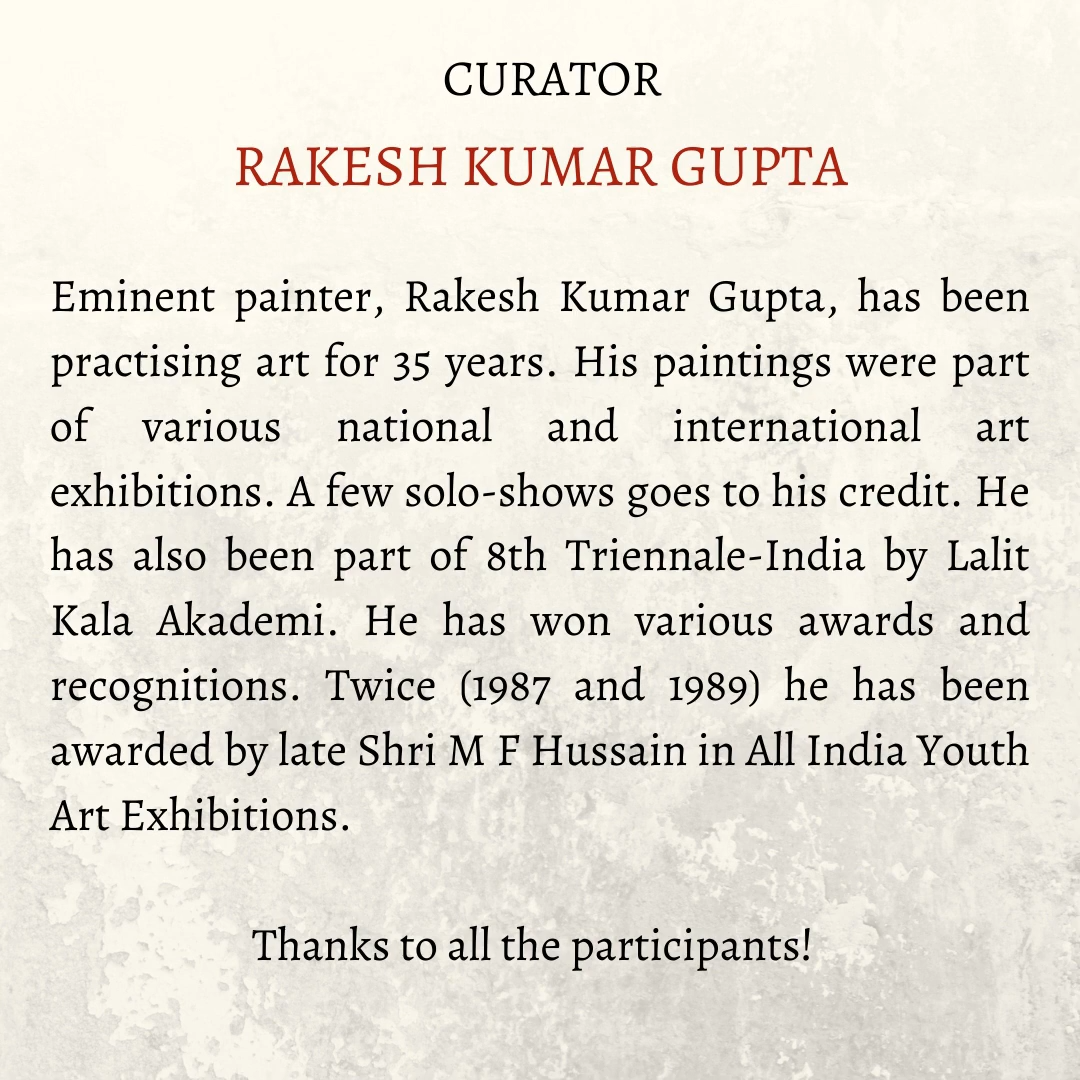 CURATOR
RAKESH KUMAR GUPTA
Eminent painter, Rakesh Kumar Gupta, has been
practising art for 35 years. His paintings were part
of various national and international art
exhibitions. A few solo-shows goes to his credit. He
has also been part of 8th Triennale-India by Lalit
Kala Akademi. He has won various awards and
recognitions. Twice (1987 and 1989) he has been
awarded by late Shri M F Hussain in All India Youth
Art Exhibitions.
Thanks to all the participants!